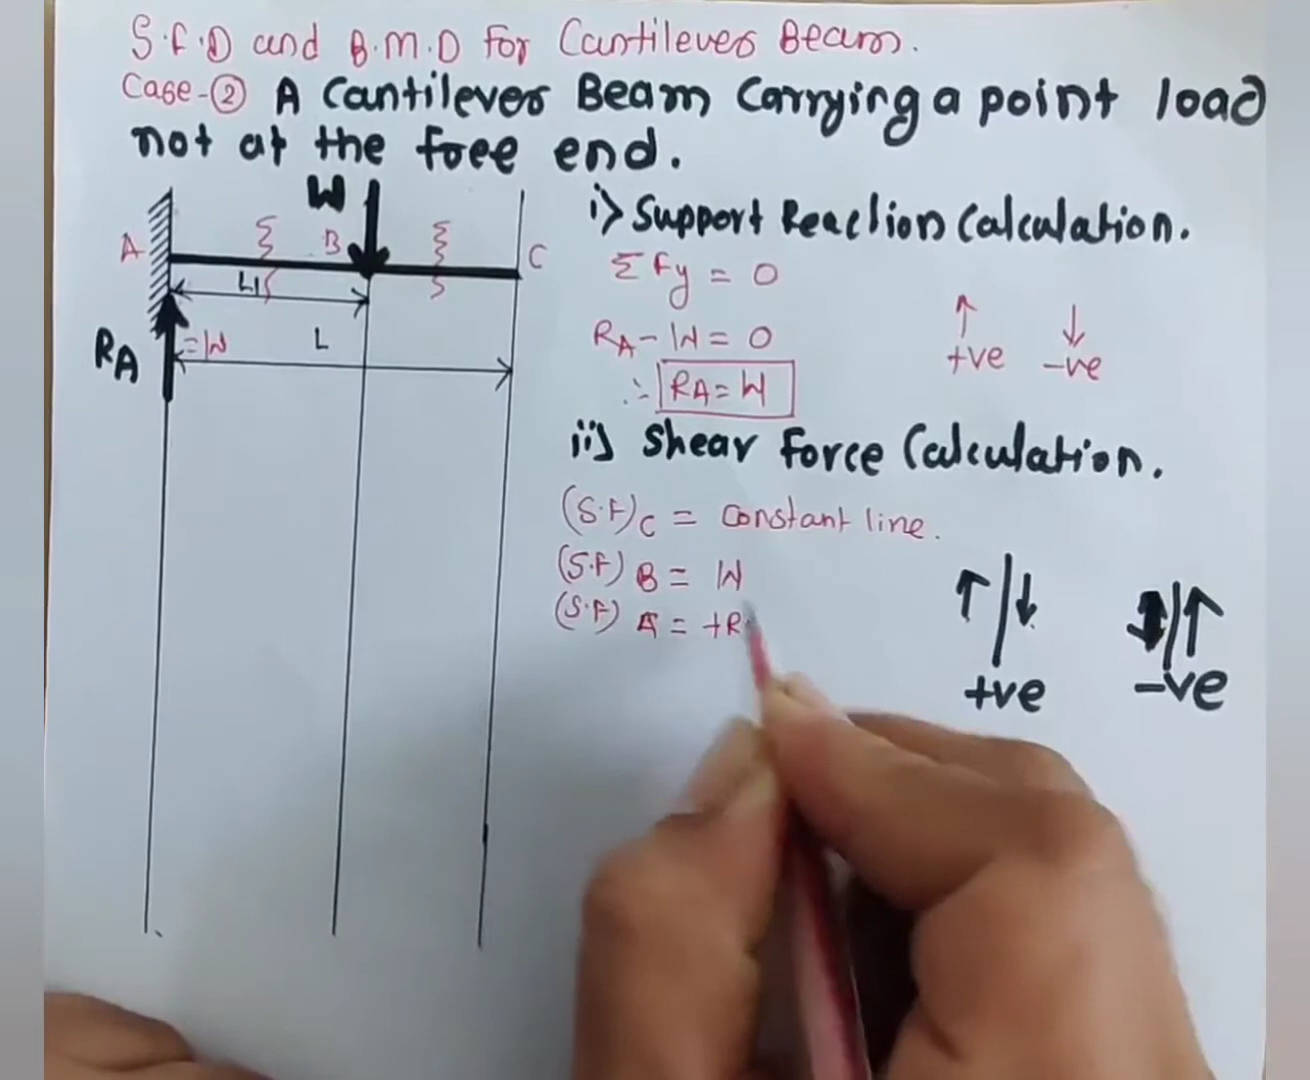 S.F.D and B.M.D For Cantilever Beam.
Case-② A Cantilever Beam Carrying a point load
not at the free end.
W
A B C
L1
L
RA =W
i) Support Reaction Calculation.
ΣFy = 0
RA - W = 0
∴ RA = W
↑ +ve ↓ -ve
ii) Shear Force Calculation.
(S.F)C = Constant line.
(S.F) B = W
(S.F) A = +R
↑|↓ +ve
↓|↑ -ve